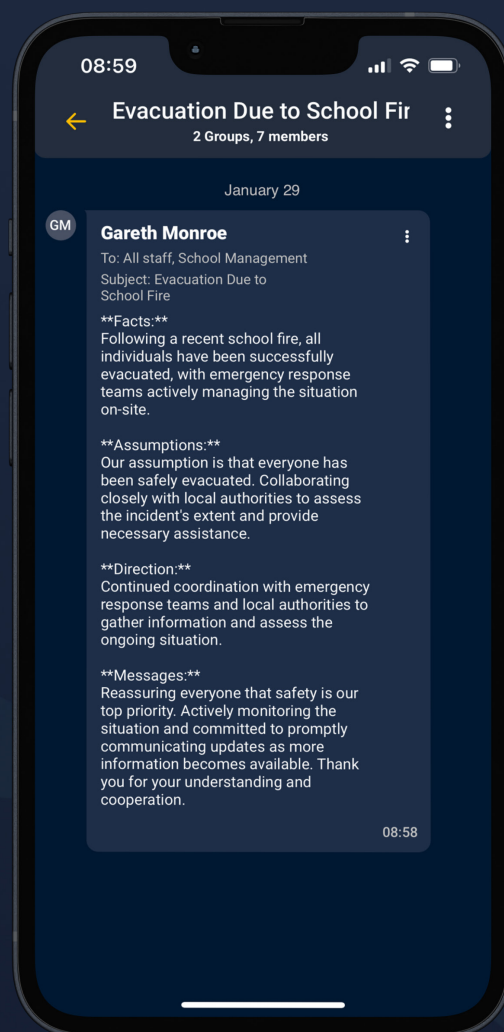 08:59
Evacuation Due to School Fir
2 Groups, 7 members
January 29
GM
Gareth Monroe
To: All staff, School Management
Subject: Evacuation Due to
School Fire
**Facts:**
Following a recent school fire, all
individuals have been successfully
evacuated, with emergency response
teams actively managing the situation
on-site.
**Assumptions:**
Our assumption is that everyone has
been safely evacuated. Collaborating
closely with local authorities to assess
the incident's extent and provide
necessary assistance.
**Direction:**
Continued coordination with emergency
response teams and local authorities to
gather information and assess the
ongoing situation.
**Messages:**
Reassuring everyone that safety is our
top priority. Actively monitoring the
situation and committed to promptly
communicating updates as more
information becomes available. Thank
you for your understanding and
cooperation.
08:58